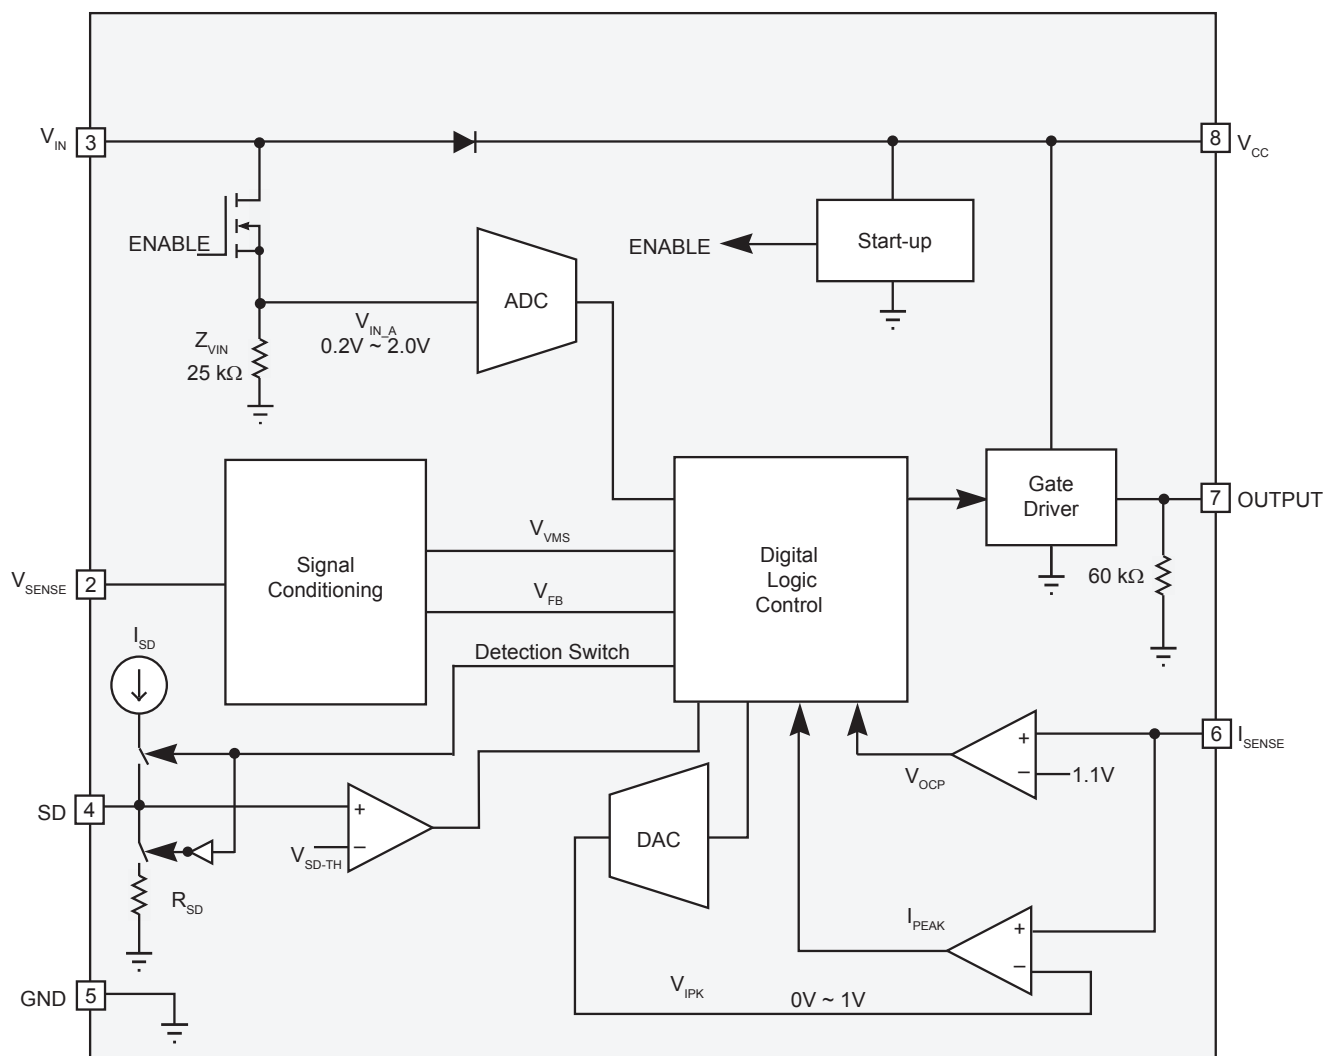 V_IN
3
8
V_CC
ENABLE
ENABLE
Start-up
ADC
V_IN_A
0.2V ~ 2.0V
Z_VIN
25 kΩ
Gate
Driver
7
OUTPUT
60 kΩ
V_SENSE
2
Signal
Conditioning
V_VMS
V_FB
Detection Switch
Digital
Logic
Control
I_SD
SD
4
+
–
V_SD-TH
R_SD
DAC
V_OCP
+
–
1.1V
6
I_SENSE
I_PEAK
+
–
V_IPK
0V ~ 1V
GND
5